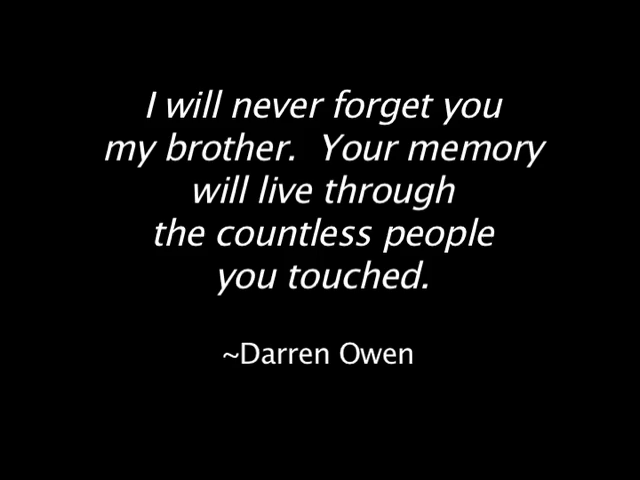 I will never forget you
my brother.  Your memory
will live through
the countless people
you touched.
~Darren Owen